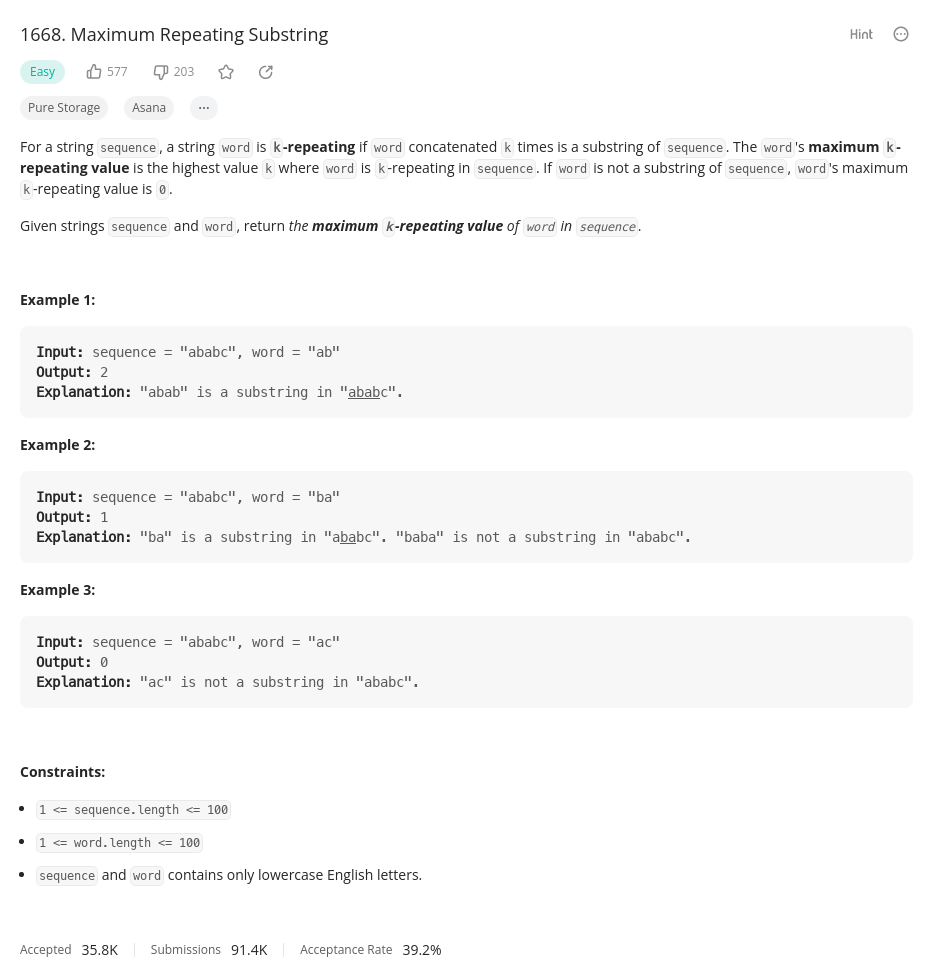 1668. Maximum Repeating Substring
Hint
Easy
577
203
Pure Storage
Asana
...
For a string sequence, a string word is k-repeating if word concatenated k times is a substring of sequence. The word's maximum k-
repeating value is the highest value k where word is k-repeating in sequence. If word is not a substring of sequence, word's maximum
k-repeating value is 0.
Given strings sequence and word, return the maximum k-repeating value of word in sequence.
Example 1:
Input: sequence = "ababc", word = "ab"
Output: 2
Explanation: "abab" is a substring in "ababc".
Example 2:
Input: sequence = "ababc", word = "ba"
Output: 1
Explanation: "ba" is a substring in "ababc". "baba" is not a substring in "ababc".
Example 3:
Input: sequence = "ababc", word = "ac"
Output: 0
Explanation: "ac" is not a substring in "ababc".
Constraints:
• 1 <= sequence.length <= 100
• 1 <= word.length <= 100
• sequence and word contains only lowercase English letters.
Accepted 35.8K Submissions 91.4K Acceptance Rate 39.2%